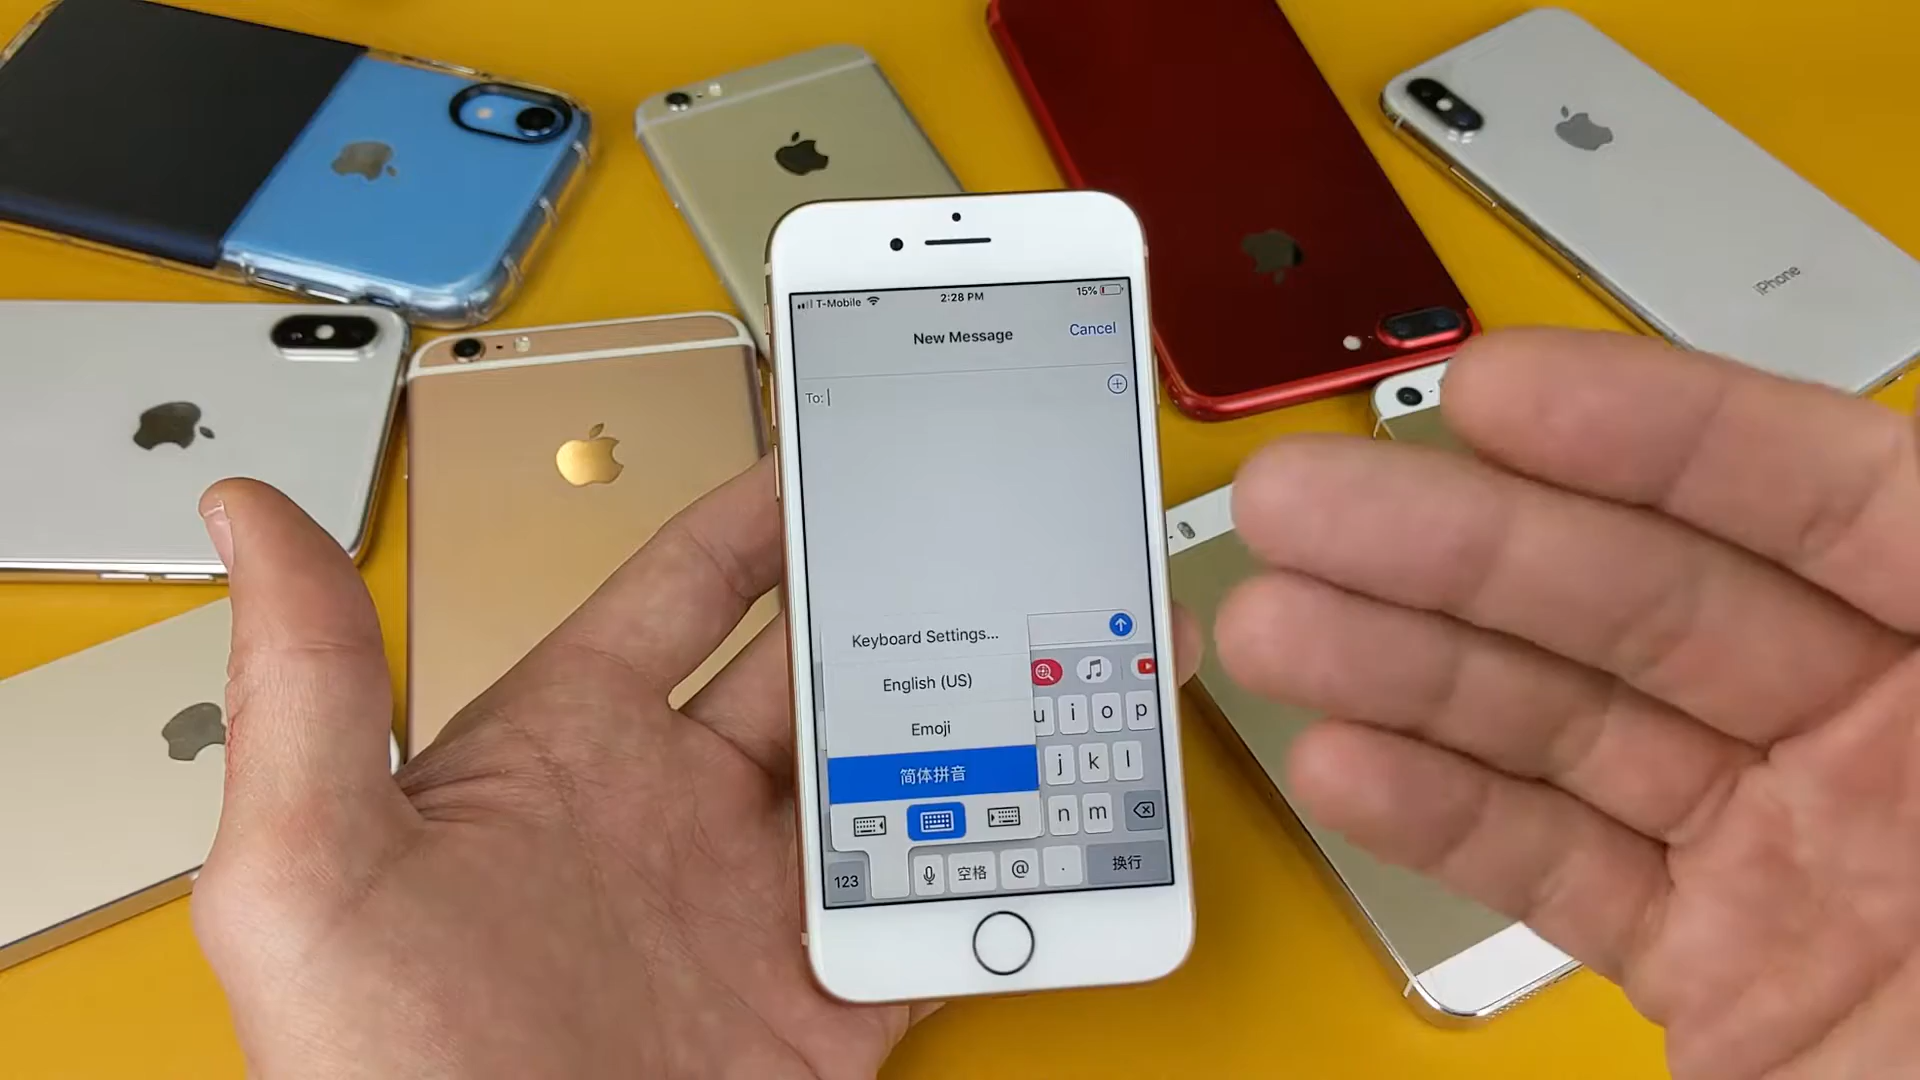 iPhone
T-Mobile 2:28 PM 15%
New Message Cancel
To:
Keyboard Settings...
English (US)
Emoji
简体拼音
u i o p
j k l
n m
123 空格 @ . 换行